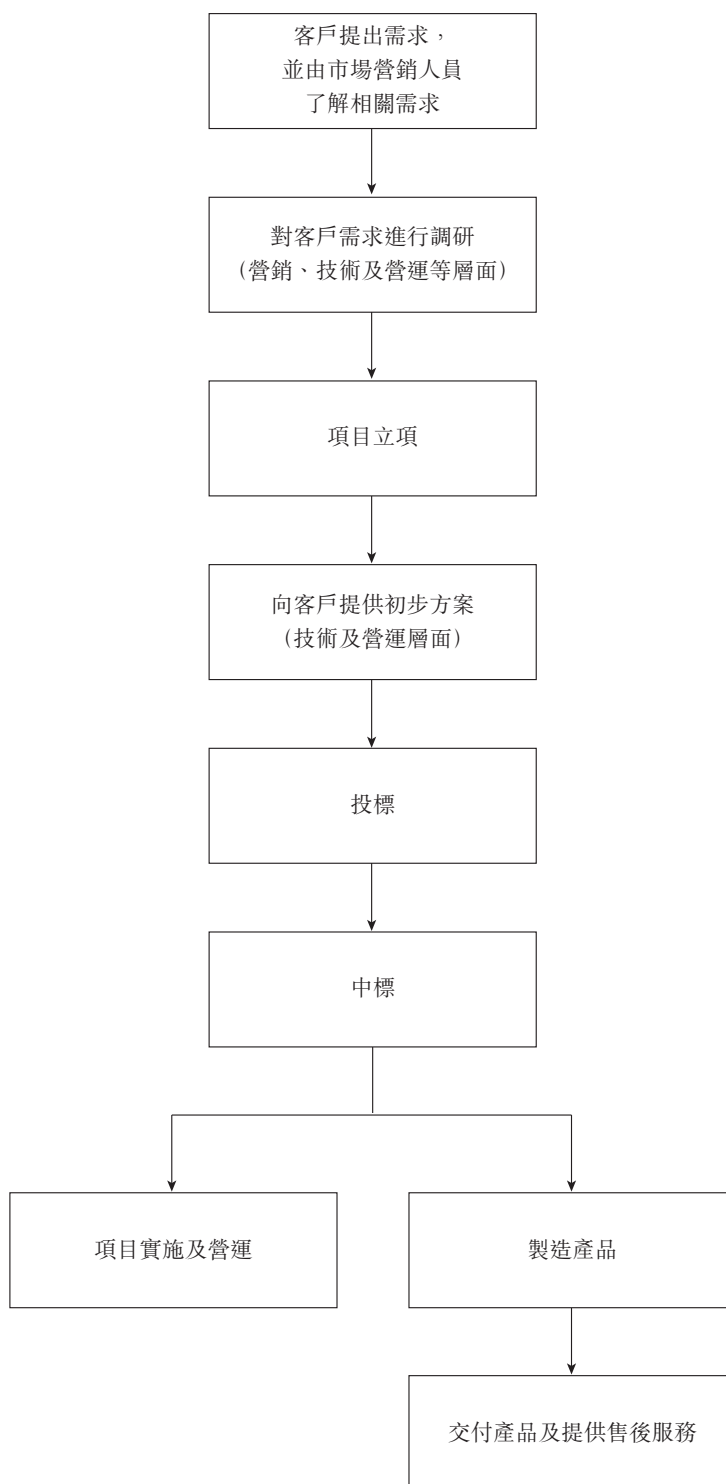 客戶提出需求，
並由市場營銷人員
了解相關需求
對客戶需求進行調研
（營銷、技術及營運等層面）
項目立項
向客戶提供初步方案
（技術及營運層面）
投標
中標
項目實施及營運
製造產品
交付產品及提供售後服務